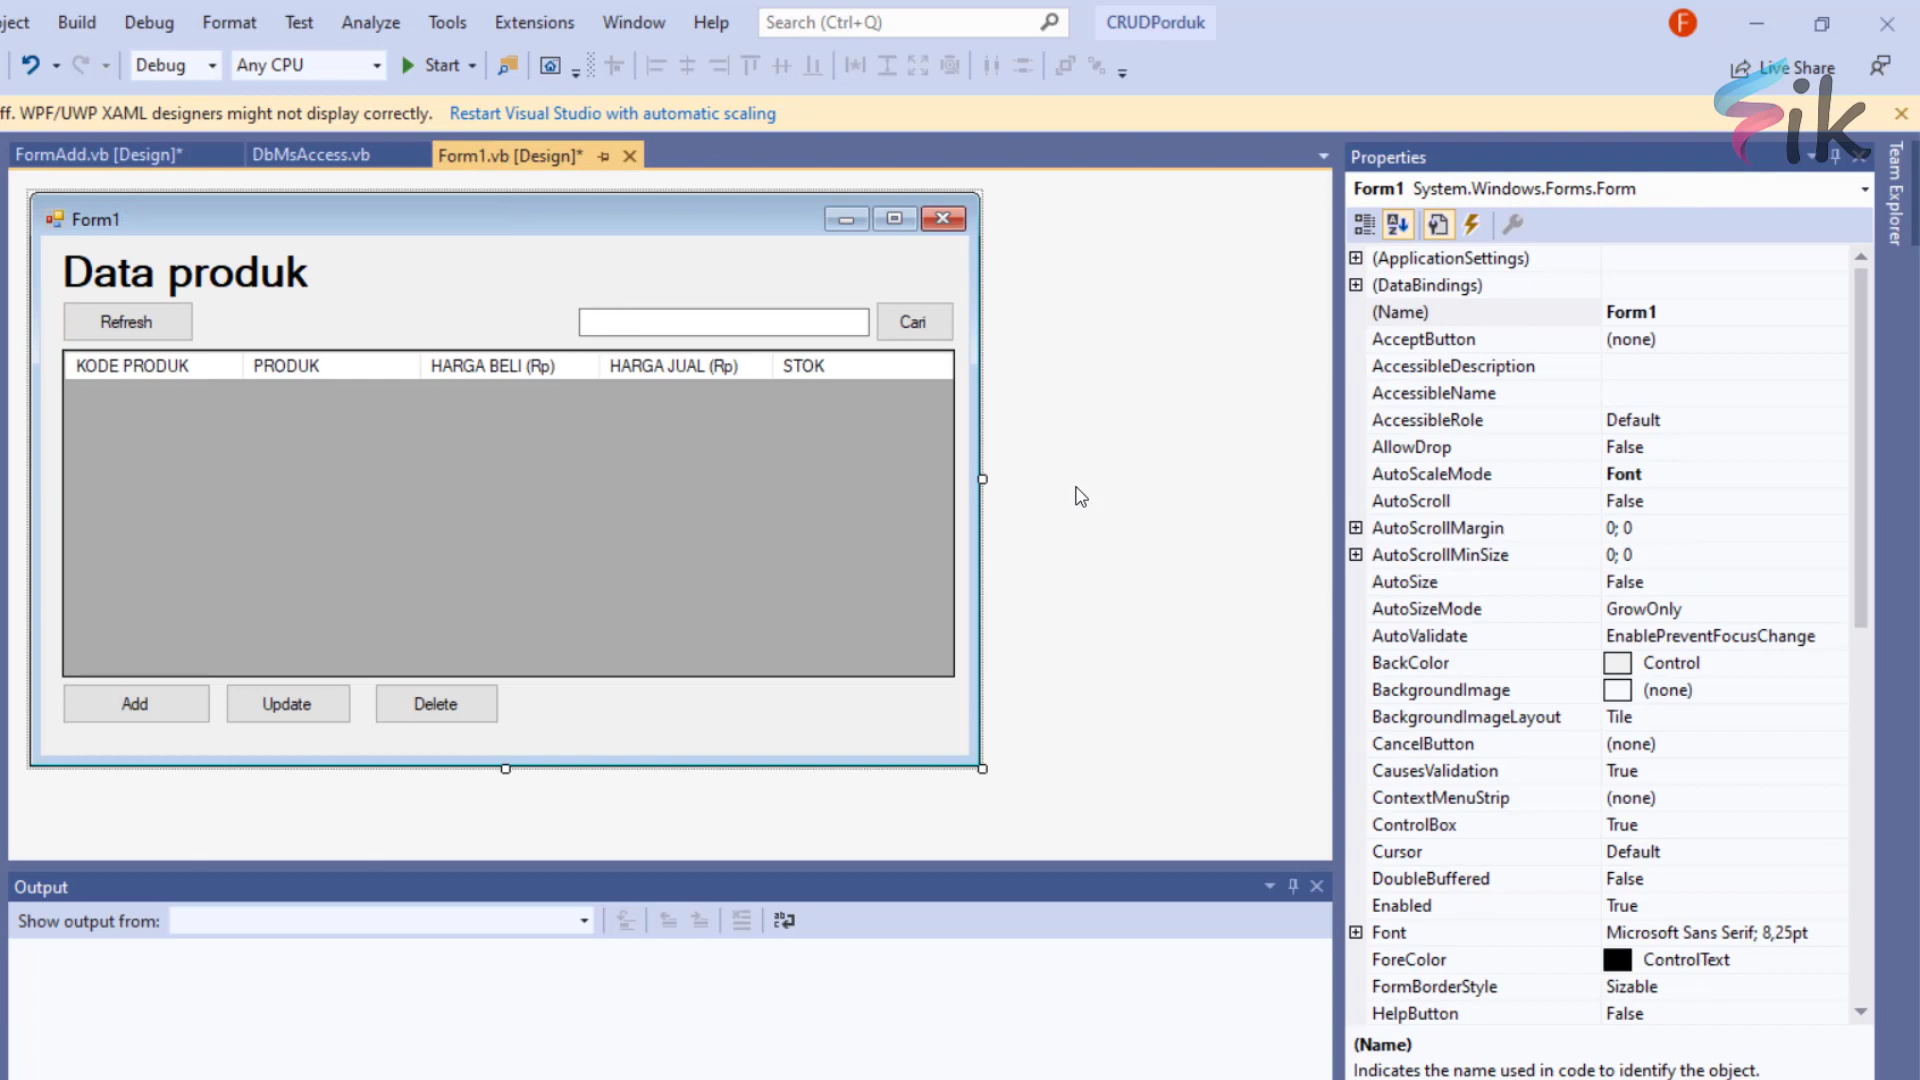 ject Build Debug Format Test Analyze Tools Extensions Window Help Search (Ctrl+Q) CRUDPorduk F
Debug Any CPU Start Live Share
ff. WPF/UWP XAML designers might not display correctly. Restart Visual Studio with automatic scaling
Fik
FormAdd.vb [Design]* DbMsAccess.vb Form1.vb [Design]*
Form1
Data produk
Refresh Cari
KODE PRODUK PRODUK HARGA BELI (Rp) HARGA JUAL (Rp) STOK
Add Update Delete
Output
Show output from:
Properties
Form1 System.Windows.Forms.Form
(ApplicationSettings)
(DataBindings)
(Name) Form1
AcceptButton (none)
AccessibleDescription
AccessibleName
AccessibleRole Default
AllowDrop False
AutoScaleMode Font
AutoScroll False
AutoScrollMargin 0; 0
AutoScrollMinSize 0; 0
AutoSize False
AutoSizeMode GrowOnly
AutoValidate EnablePreventFocusChange
BackColor Control
BackgroundImage (none)
BackgroundImageLayout Tile
CancelButton (none)
CausesValidation True
ContextMenuStrip (none)
ControlBox True
Cursor Default
DoubleBuffered False
Enabled True
Font Microsoft Sans Serif; 8,25pt
ForeColor ControlText
FormBorderStyle Sizable
HelpButton False
(Name)
Indicates the name used in code to identify the object.
Team Explorer